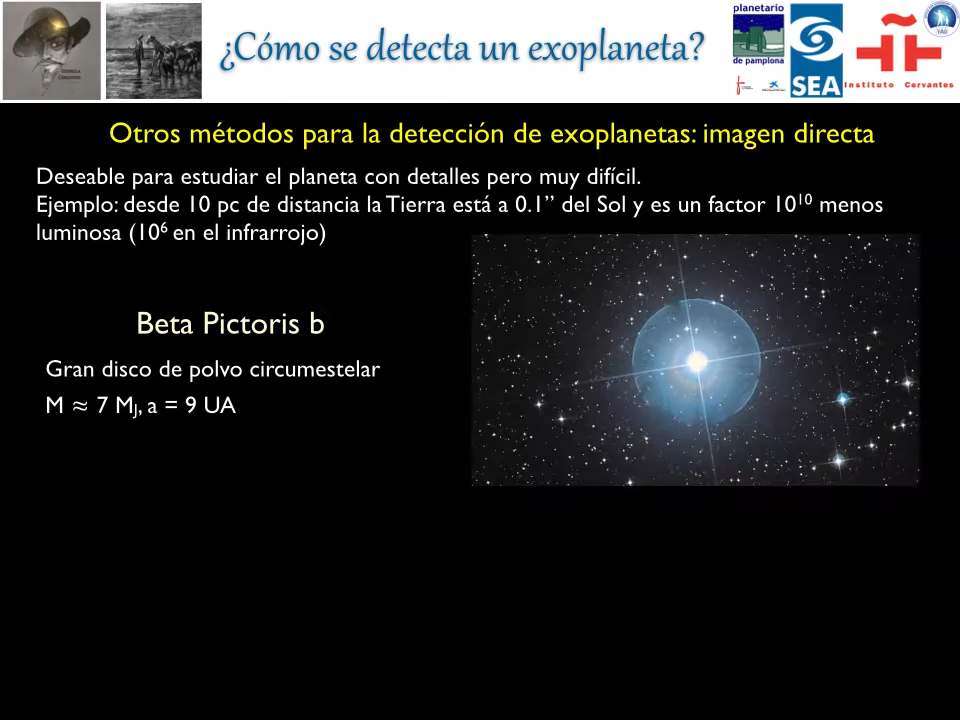 ¿Cómo se detecta un exoplaneta?
planetario
de pamplona
SEA
Instituto Cervantes
ESTRELLA
CERVANTES
Otros métodos para la detección de exoplanetas: imagen directa
Deseable para estudiar el planeta con detalles pero muy difícil.
Ejemplo: desde 10 pc de distancia la Tierra está a 0.1” del Sol y es un factor 10¹⁰ menos
luminosa (10⁶ en el infrarrojo)
Beta Pictoris b
Gran disco de polvo circumestelar
M ≈ 7 M_J, a = 9 UA